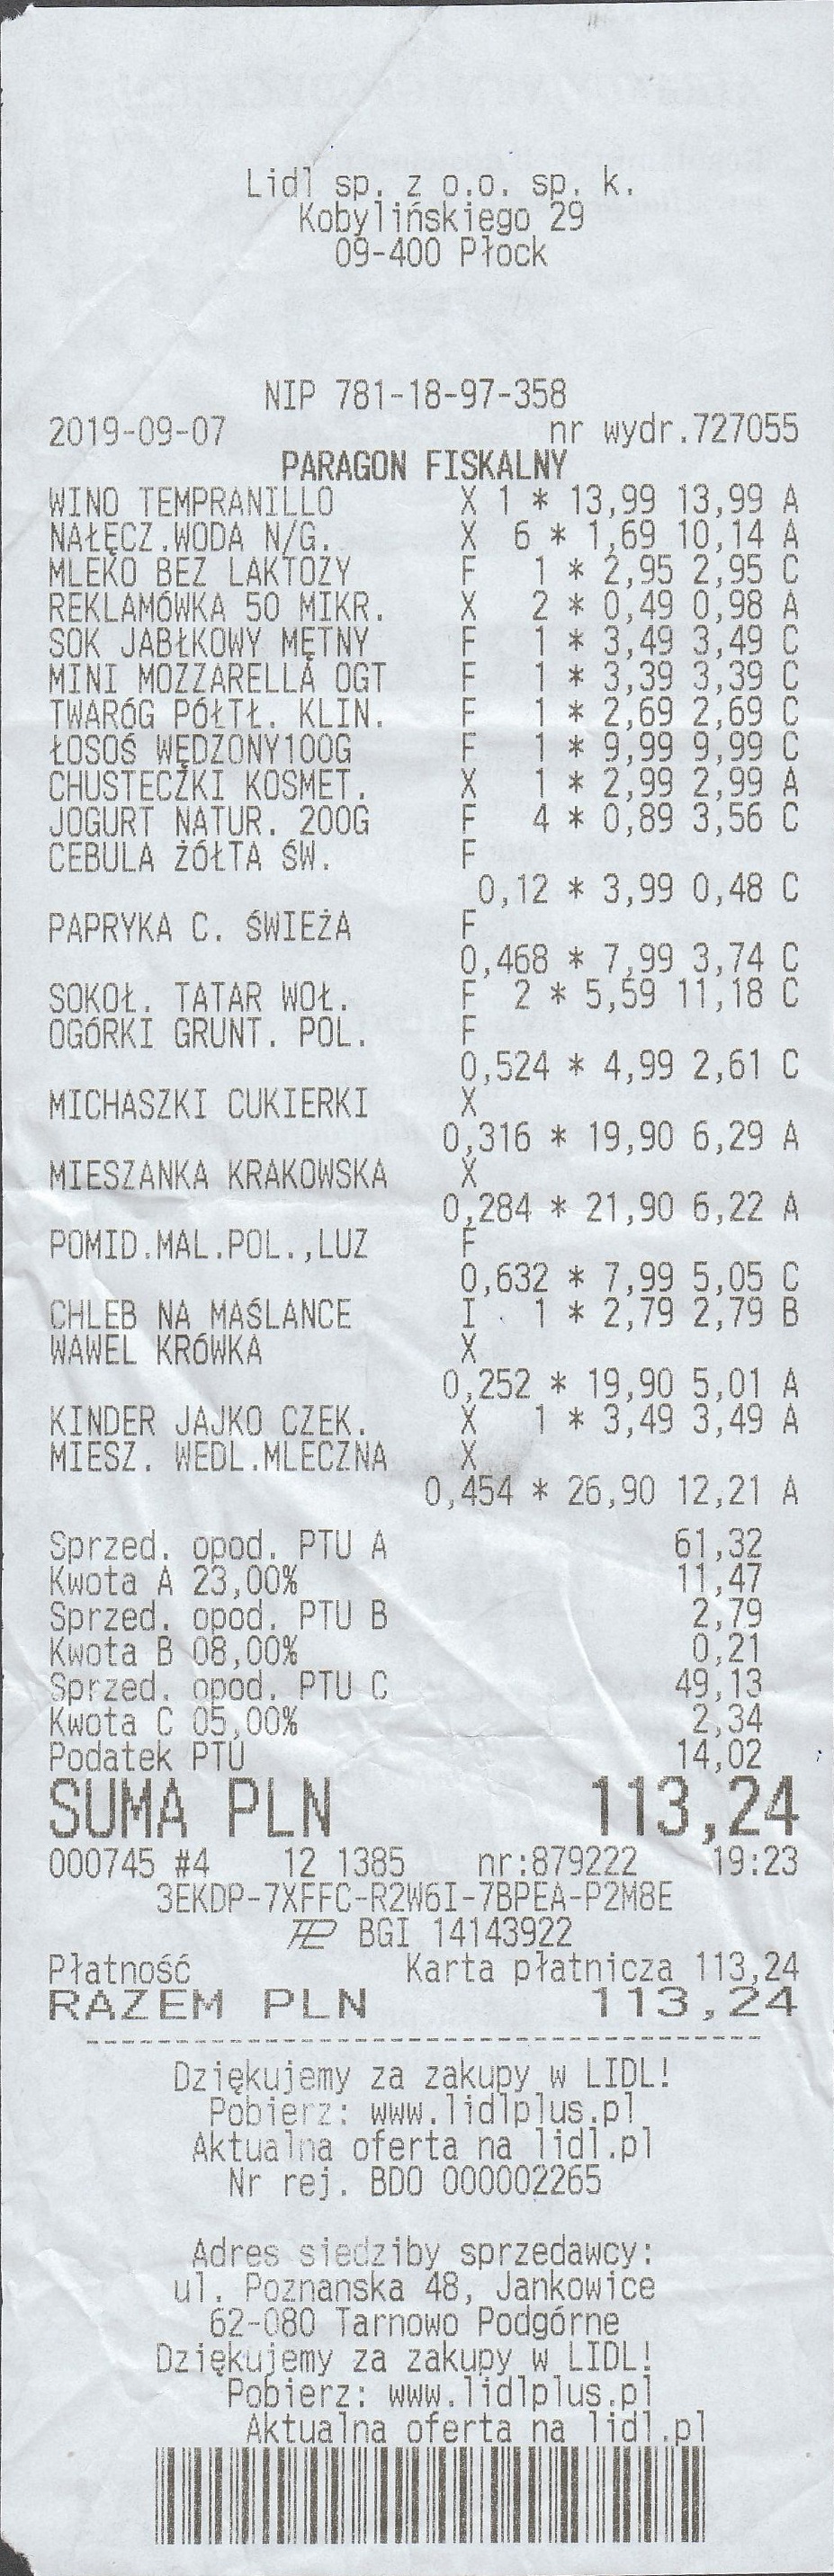 Lidl sp. z o.o. sp. k.
Kobylińskiego 29
09-400 Płock
NIP 781-18-97-358
2019-09-07 nr wydr.727055
PARAGON FISKALNY
WINO TEMPRANILLO X 1 * 13,99 13,99 A
NAŁĘCZ.WODA N/G. X 6 * 1,69 10,14 A
MLEKO BEZ LAKTOZY F 1 * 2,95 2,95 C
REKLAMÓWKA 50 MIKR. X 2 * 0,49 0,98 A
SOK JABŁKOWY MĘTNY F 1 * 3,49 3,49 C
MINI MOZZARELLA OGT F 1 * 3,39 3,39 C
TWARÓG PÓŁTŁ. KLIN. F 1 * 2,69 2,69 C
ŁOSOŚ WĘDZONY100G F 1 * 9,99 9,99 C
CHUSTECZKI KOSMET. X 1 * 2,99 2,99 A
JOGURT NATUR. 200G F 4 * 0,89 3,56 C
CEBULA ŻÓŁTA ŚW. F
0,12 * 3,99 0,48 C
PAPRYKA C. ŚWIEŻA F
0,468 * 7,99 3,74 C
SOKOŁ. TATAR WOŁ. F 2 * 5,59 11,18 C
OGÓRKI GRUNT. POL. F
0,524 * 4,99 2,61 C
MICHASZKI CUKIERKI X
0,316 * 19,90 6,29 A
MIESZANKA KRAKOWSKA X
0,284 * 21,90 6,22 A
POMID.MAL.POL.,LUZ F
0,632 * 7,99 5,05 C
CHLEB NA MAŚLANCE I 1 * 2,79 2,79 B
WAWEL KRÓWKA X
0,252 * 19,90 5,01 A
KINDER JAJKO CZEK. X 1 * 3,49 3,49 A
MIESZ. WEDL.MLECZNA X
0,454 * 26,90 12,21 A
Sprzed. opod. PTU A 61,32
Kwota A 23,00% 11,47
Sprzed. opod. PTU B 2,79
Kwota B 08,00% 0,21
Sprzed. opod. PTU C 49,13
Kwota C 05,00% 2,34
Podatek PTU 14,02
SUMA PLN 113,24
000745 #4 12 1385 nr:879222 19:23
3EKDP-7XFFC-R2W6I-7BPEA-P2M8E
BGI 14143922
Płatność Karta płatnicza 113,24
RAZEM PLN 113,24
Dziękujemy za zakupy w LIDL!
Pobierz: www.lidlplus.pl
Aktualna oferta na lidl.pl
Nr rej. BDO 000002265
Adres siedziby sprzedawcy:
ul. Poznanska 48, Jankowice
62-080 Tarnowo Podgórne
Dziękujemy za zakupy w LIDL!
Pobierz: www.lidlplus.pl
Aktualna oferta na lidl.pl